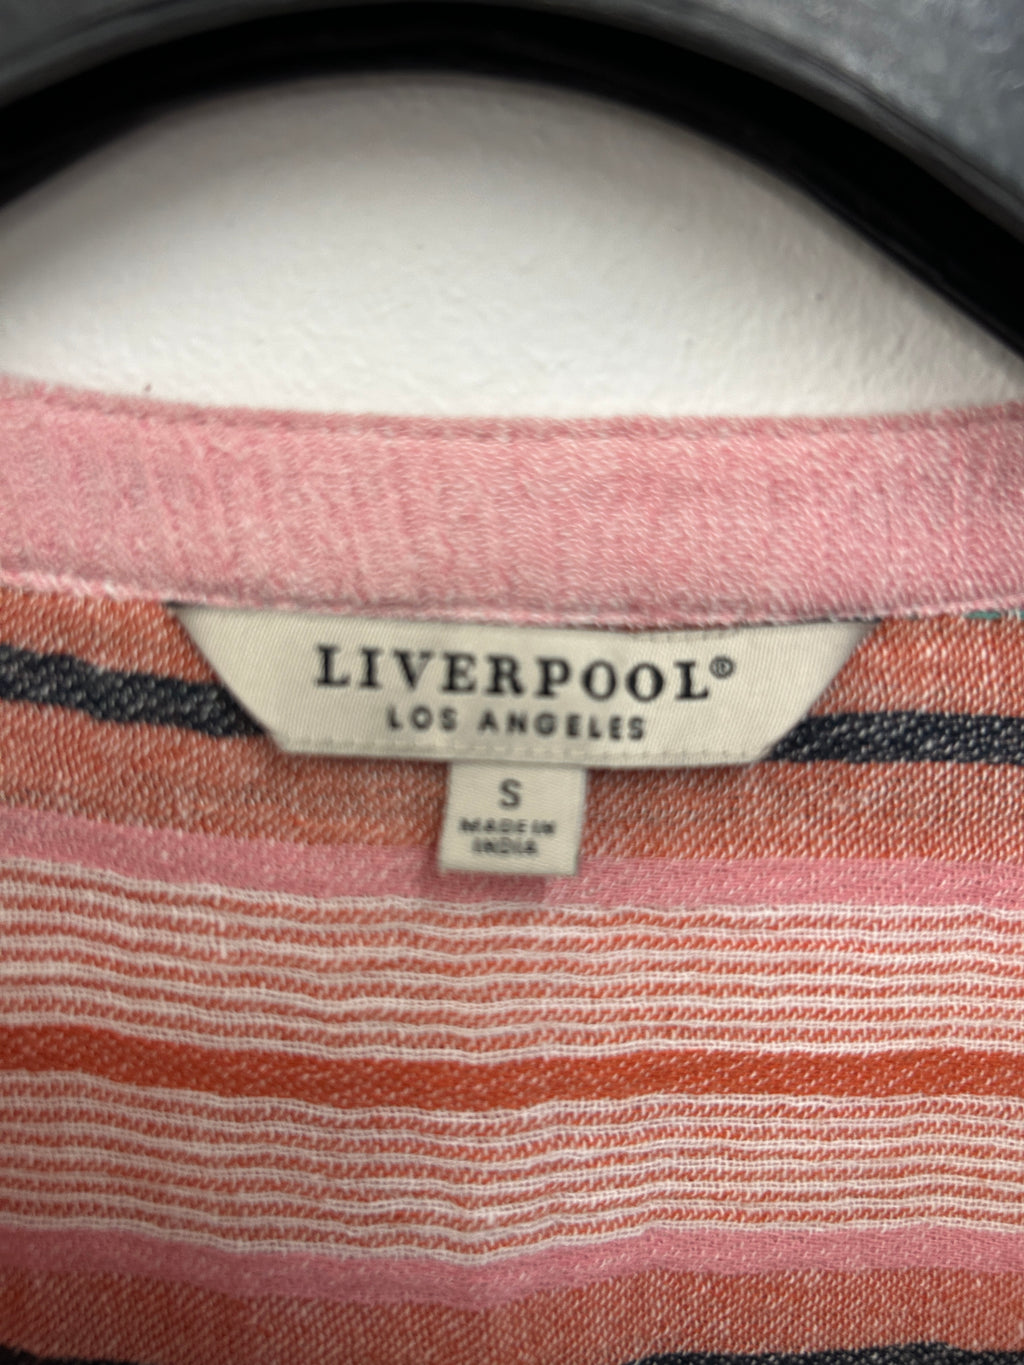 LIVERPOOL®
LOS ANGELES
S
MADE IN
INDIA